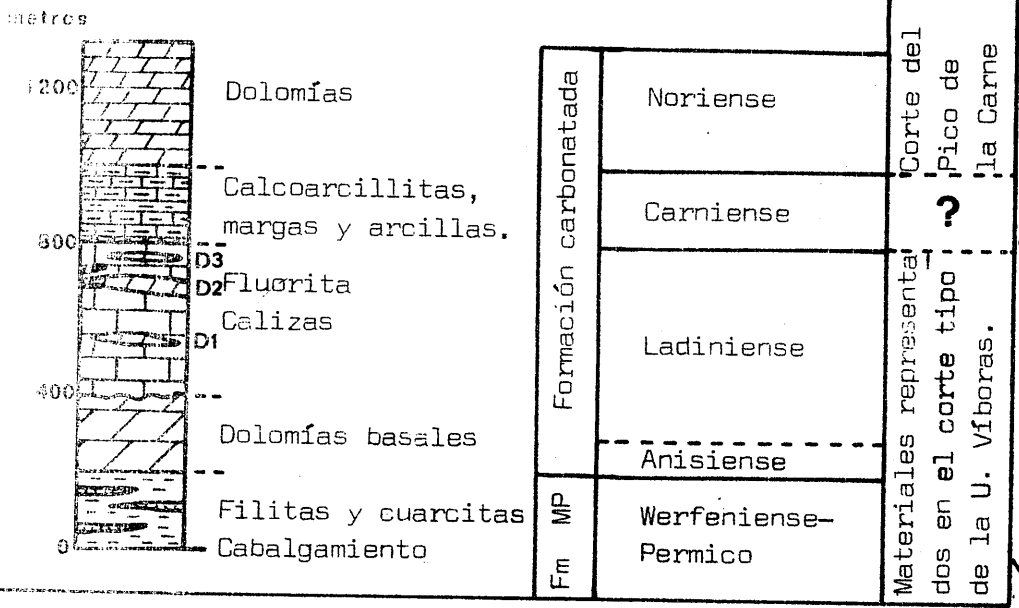 metros
1200
Dolomías
Calcoarcillitas,
margas y arcillas.
800
D3
D2 Fluorita
Calizas
D1
400
Dolomías basales
Filitas y cuarcitas
0 Cabalgamiento
Formación carbonatada
Fm MP
Noriense
Carniense
Ladiniense
Anisiense
Werfeniense-
Permico
Corte del
Pico de
la Carne
?
Materiales representa-
dos en el corte tipo
de la U. Víboras.